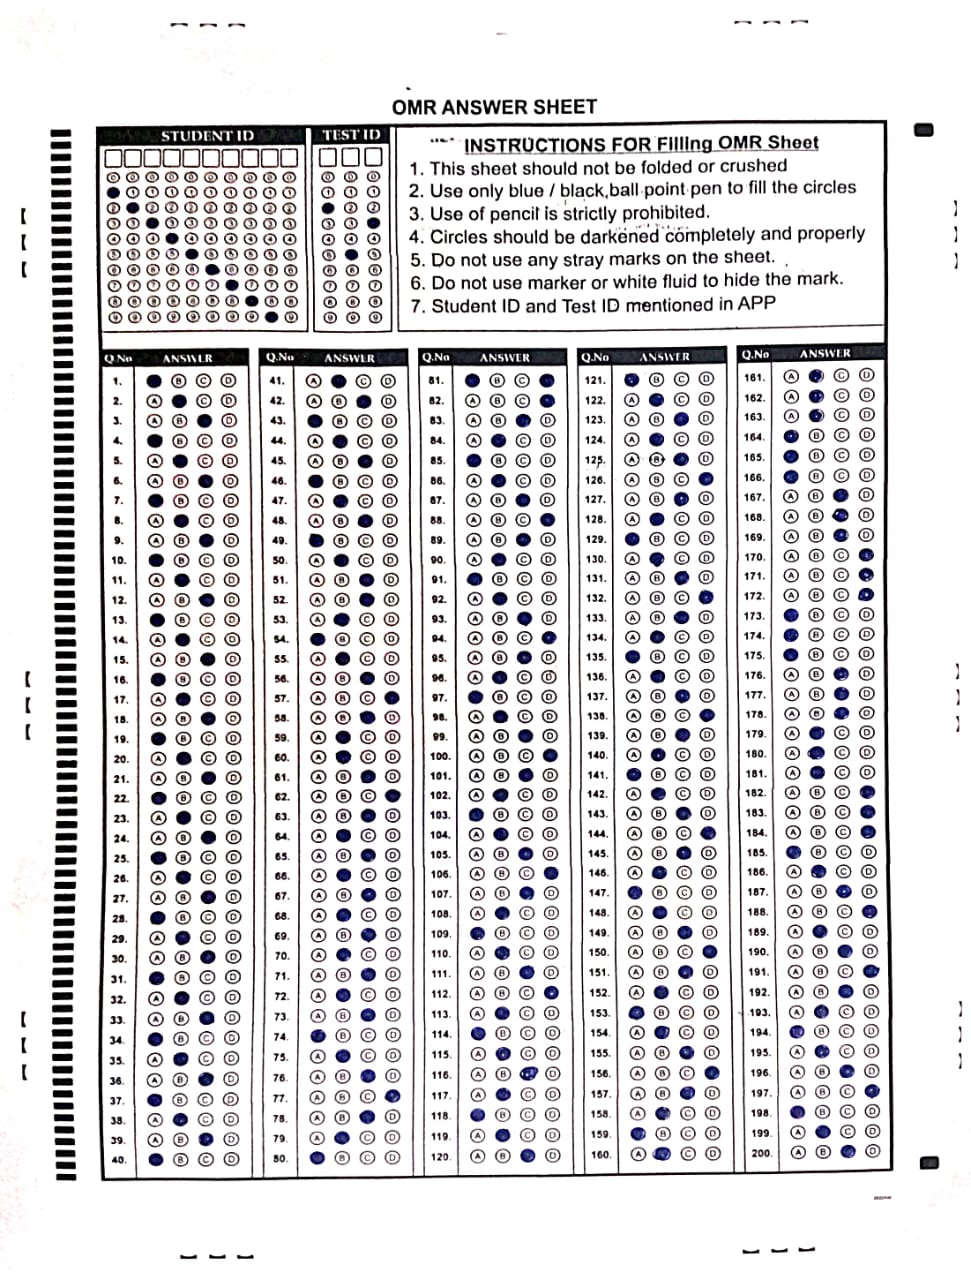 OMR ANSWER SHEET
STUDENT ID
TEST ID
INSTRUCTIONS FOR Filling OMR Sheet
1. This sheet should not be folded or crushed
2. Use only blue / black,ball point pen to fill the circles
3. Use of pencil is strictly prohibited.
4. Circles should be darkened completely and properly
5. Do not use any stray marks on the sheet.
6. Do not use marker or white fluid to hide the mark.
7. Student ID and Test ID mentioned in APP
Q.No ANSWER Q.No ANSWER Q.No ANSWER Q.No ANSWER Q.No ANSWER
1. B C D 41. A C D 81. B C 121. B C D 161. A C D
2. A C D 42. A B D 82. A B C 122. A C D 162. A C D
3. A B D 43. B C D 83. A B D 123. A B D 163. A C D
4. B C D 44. A C D 84. A C D 124. A C D 164. B C D
5. A C D 45. A B D 85. B C D 125. A B D 165. B C D
6. A B D 46. B C D 86. A C D 126. A B C 166. B C D
7. B C D 47. A C D 87. A B D 127. A B D 167. A B D
8. A C D 48. A B D 88. A B C 128. A C D 168. A B D
9. A B D 49. B C D 89. A B D 129. B C D 169. A B D
10. B C D 50. A C D 90. A C D 130. A C D 170. A B C
11. A C D 51. A B D 91. B C D 131. A B D 171. A B C
12. A B D 52. A B D 92. A C D 132. A B C 172. A B C
13. B C D 53. A C D 93. A B D 133. A B D 173. B C D
14. A C D 54. B C D 94. A B C 134. A C D 174. B C D
15. A B D 55. A C D 95. A B D 135. B C D 175. B C D
16. B C D 56. A B D 96. A C D 136. A C D 176. A B D
17. A C D 57. A B C 97. B C D 137. A B D 177. A B D
18. A B D 58. A B D 98. A C D 138. A B C 178. A B D
19. B C D 59. A C D 99. A B D 139. A B D 179. A C D
20. A C D 60. A C D 100. A B C 140. A C D 180. A C D
21. A B D 61. A B D 101. A B D 141. B C D 181. A C D
22. B C D 62. A B C 102. A C D 142. A C D 182. A B C
23. A C D 63. A B D 103. B C D 143. A B D 183. A B C
24. A B D 64. A C D 104. A C D 144. A B C 184. A B C
25. B C D 65. A B D 105. A B D 145. A B D 185. B C D
26. A C D 66. A C D 106. A B C 146. A C D 186. A C D
27. A B D 67. A B D 107. A B D 147. B C D 187. A B D
28. B C D 68. A C D 108. A C D 148. A C D 188. A B C
29. A C D 69. A B D 109. B C D 149. A B D 189. A C D
30. A B D 70. A C D 110. A C D 150. A B C 190. A B D
31. B C D 71. A B D 111. A B D 151. A B D 191. A B C
32. A C D 72. A C D 112. A B C 152. A C D 192. A B D
33. A B D 73. A B D 113. A C D 153. B C D 193. A C D
34. B C D 74. B C D 114. B C D 154. A C D 194. B C D
35. A C D 75. A C D 115. A C D 155. A B D 195. A C D
36. A B D 76. A B D 116. A B D 156. A B C 196. A B D
37. B C D 77. A B C 117. A C D 157. A B D 197. A B C
38. A C D 78. A B D 118. B C D 158. A C D 198. B C D
39. A B D 79. A C D 119. A C D 159. B C D 199. A C D
40. B C D 80. B C D 120. A B D 160. A C D 200. A B D